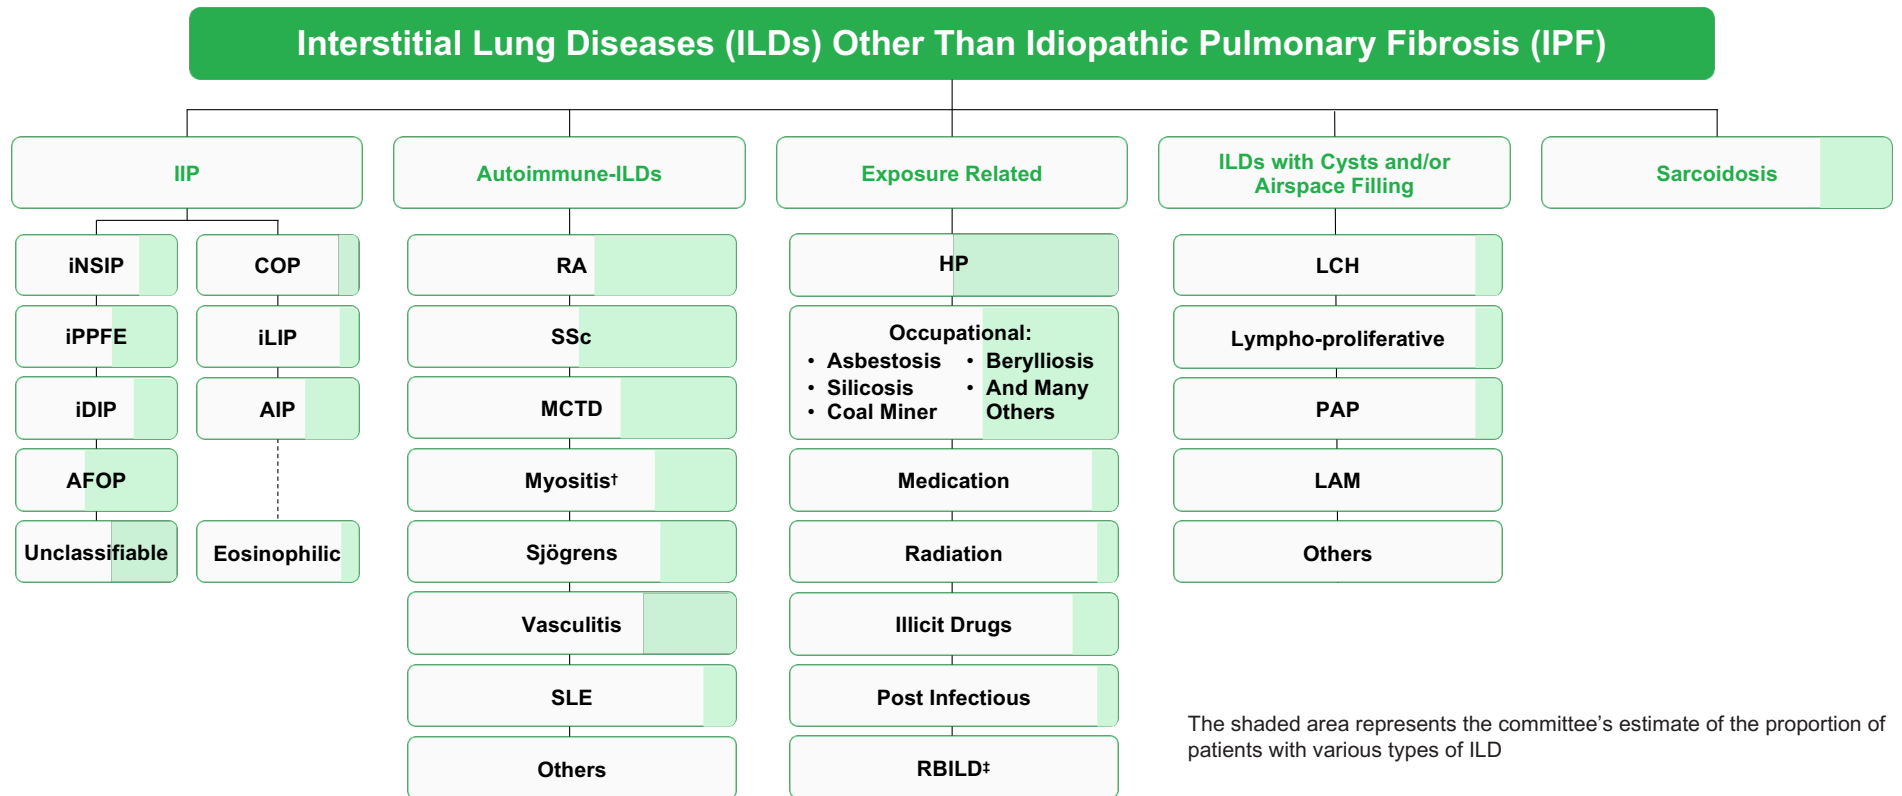 Interstitial Lung Diseases (ILDs) Other Than Idiopathic Pulmonary Fibrosis (IPF)
IIP
iNSIP
iPPFE
iDIP
AFOP
Unclassifiable
COP
iLIP
AIP
Eosinophilic
Autoimmune-ILDs
RA
SSc
MCTD
Myositis†
Sjögrens
Vasculitis
SLE
Others
Exposure Related
HP
Occupational:
• Asbestosis
• Silicosis
• Coal Miner
• Berylliosis
• And Many
Others
Medication
Radiation
Illicit Drugs
Post Infectious
RBILD‡
ILDs with Cysts and/or
Airspace Filling
LCH
Lympho-proliferative
PAP
LAM
Others
Sarcoidosis
The shaded area represents the committee’s estimate of the proportion of
patients with various types of ILD